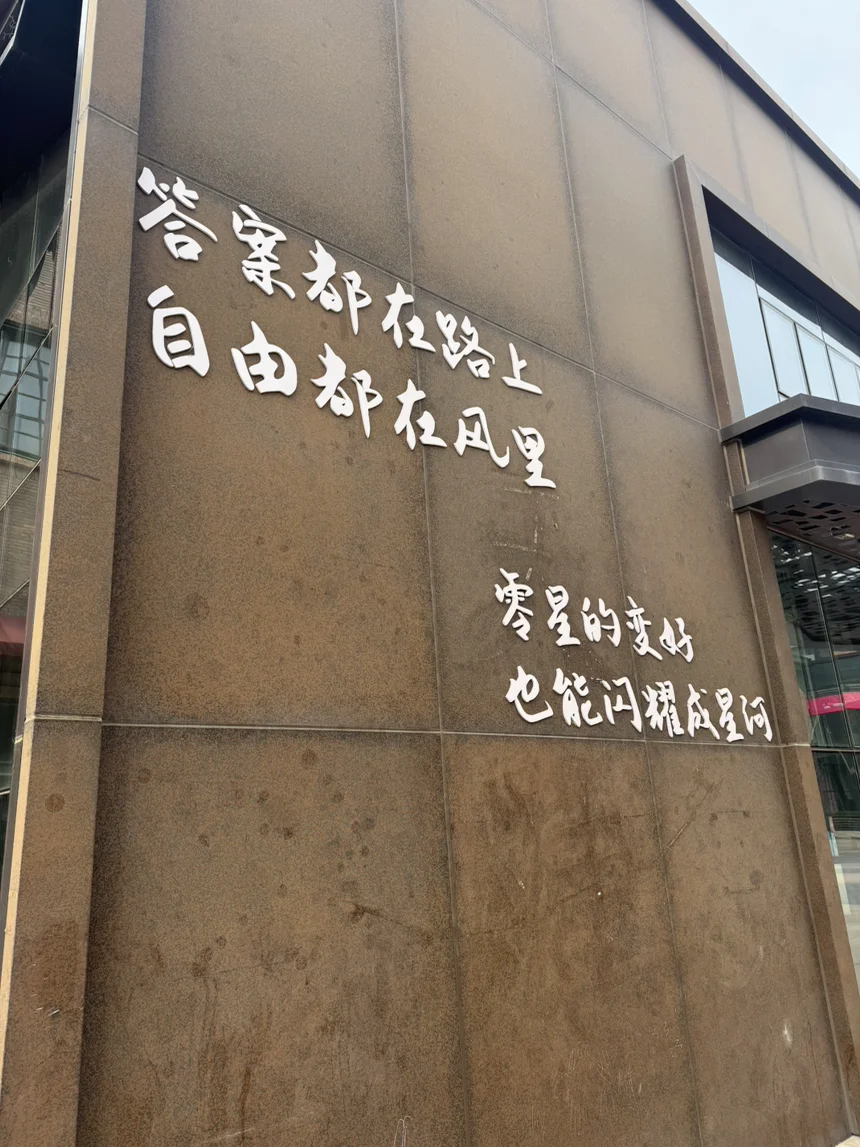 答案都在路上
自由都在风里
零星的变好
也能闪耀成星河